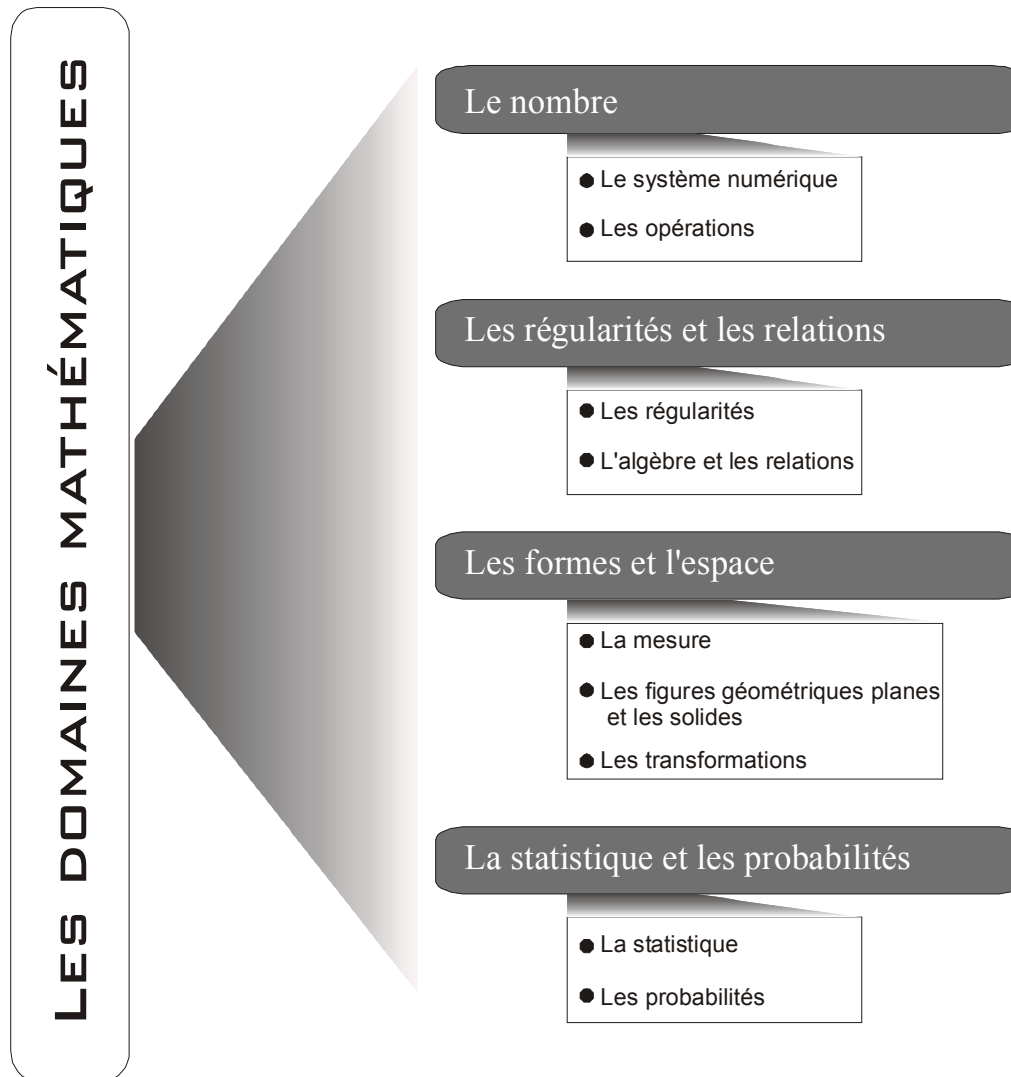 LES DOMAINES MATHÉMATIQUES
Le nombre
● Le système numérique
● Les opérations
Les régularités et les relations
● Les régularités
● L'algèbre et les relations
Les formes et l'espace
● La mesure
● Les figures géométriques planes
et les solides
● Les transformations
La statistique et les probabilités
● La statistique
● Les probabilités